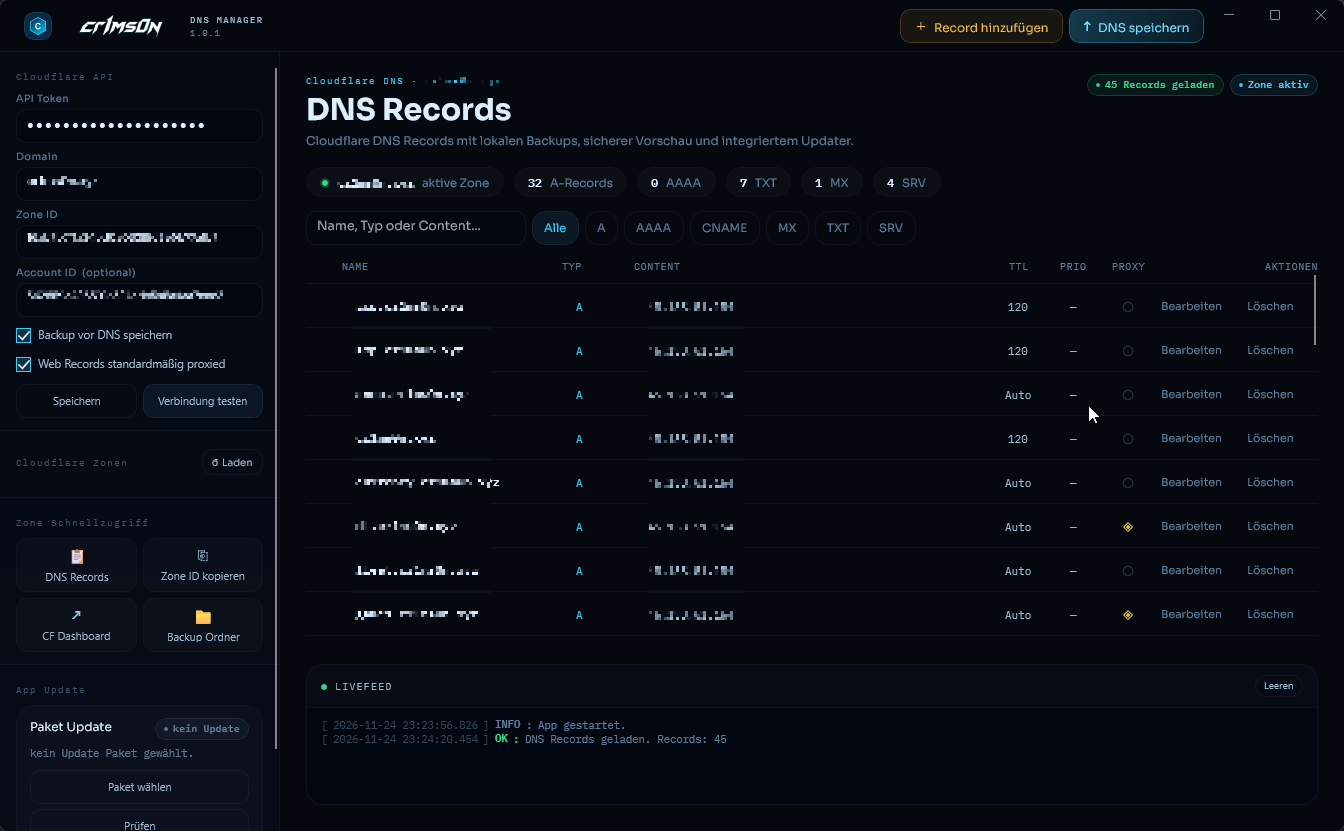 C
crimson
DNS MANAGER
1.0.1
+ Record hinzufügen
↑ DNS speichern
Cloudflare API
API Token
••••••••••••••••••••
Domain
Zone ID
Account ID (optional)
Backup vor DNS speichern
Web Records standardmäßig proxied
Speichern
Verbindung testen
Cloudflare Zonen
↺ Laden
Zone Schnellzugriff
DNS Records
Zone ID kopieren
↗
CF Dashboard
Backup Ordner
App Update
Paket Update
• kein Update
kein Update Paket gewählt.
Paket wählen
Prüfen
Cloudflare DNS ·
• 45 Records geladen
• Zone aktiv
DNS Records
Cloudflare DNS Records mit lokalen Backups, sicherer Vorschau und integriertem Updater.
aktive Zone
32 A-Records
0 AAAA
7 TXT
1 MX
4 SRV
Name, Typ oder Content...
Alle
A
AAAA
CNAME
MX
TXT
SRV
NAME TYP CONTENT TTL PRIO PROXY AKTIONEN
A 120 — ○ Bearbeiten Löschen
A 120 — ○ Bearbeiten Löschen
A Auto — ○ Bearbeiten Löschen
A 120 — ○ Bearbeiten Löschen
A Auto — ○ Bearbeiten Löschen
A Auto — ◈ Bearbeiten Löschen
A Auto — ○ Bearbeiten Löschen
A Auto — ◈ Bearbeiten Löschen
● LIVEFEED
Leeren
[ 2026-11-24 23:23:56.826 ] INFO : App gestartet.
[ 2026-11-24 23:24:20.454 ] OK : DNS Records geladen. Records: 45